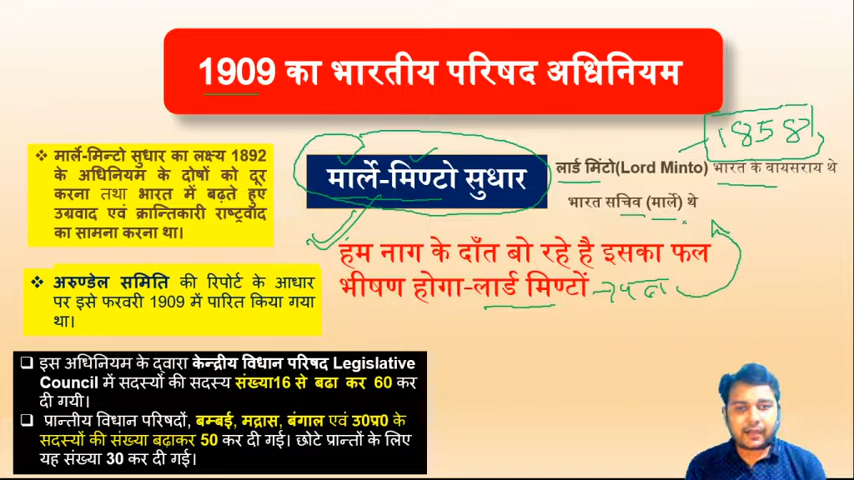 1909 का भारतीय परिषद अधिनियम
1858
❖ मार्ले-मिन्टो सुधार का लक्ष्य 1892
के अधिनियम के दोषों को दूर
करना तथा भारत में बढ़ते हुए
उग्रवाद एवं क्रान्तिकारी राष्ट्रवाद
का सामना करना था।
मार्ले-मिण्टो सुधार
लार्ड मिंटो(Lord Minto) भारत के वायसराय थे
भारत सचिव (मार्ले) थे
हम नाग के दाँत बो रहे है इसका फल
भीषण होगा-लार्ड मिण्टों
❖ अरुण्डेल समिति की रिपोर्ट के आधार
पर इसे फरवरी 1909 में पारित किया गया
था।
❑ इस अधिनियम के द्वारा केन्द्रीय विधान परिषद Legislative
Council में सदस्यों की सदस्य संख्या16 से बढा कर 60 कर
दी गयी।
❑ प्रान्तीय विधान परिषदों, बम्बई, मद्रास, बंगाल एवं उ0प्र0 के
सदस्यों की संख्या बढ़ाकर 50 कर दी गई। छोटे प्रान्तों के लिए
यह संख्या 30 कर दी गई।